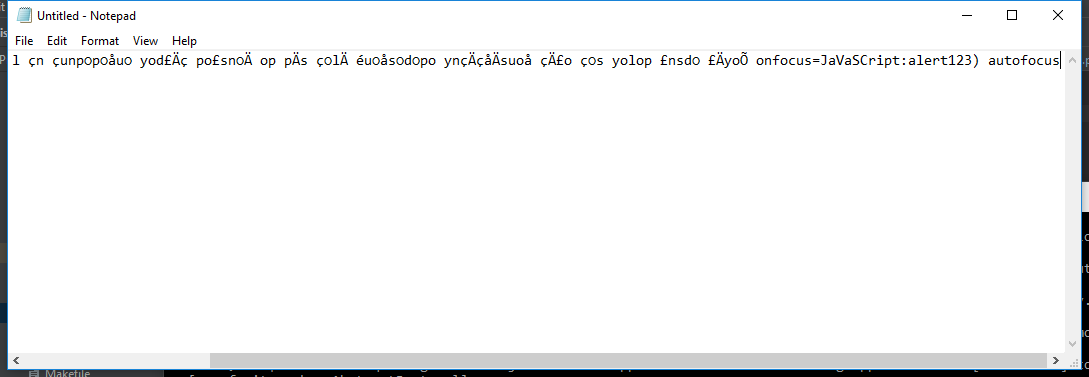 Untitled - Notepad
File Edit Format View Help
l çn çunpopoåuo yod£Äç po£snoÄ op pÄs çolÄ éuoåsodopo ynçÄçåÄsuoå çÄ£o ços yolop £nsdo £ÄyoÕ onfocus=JaVaSCript:alert123) autofocus
Makefile